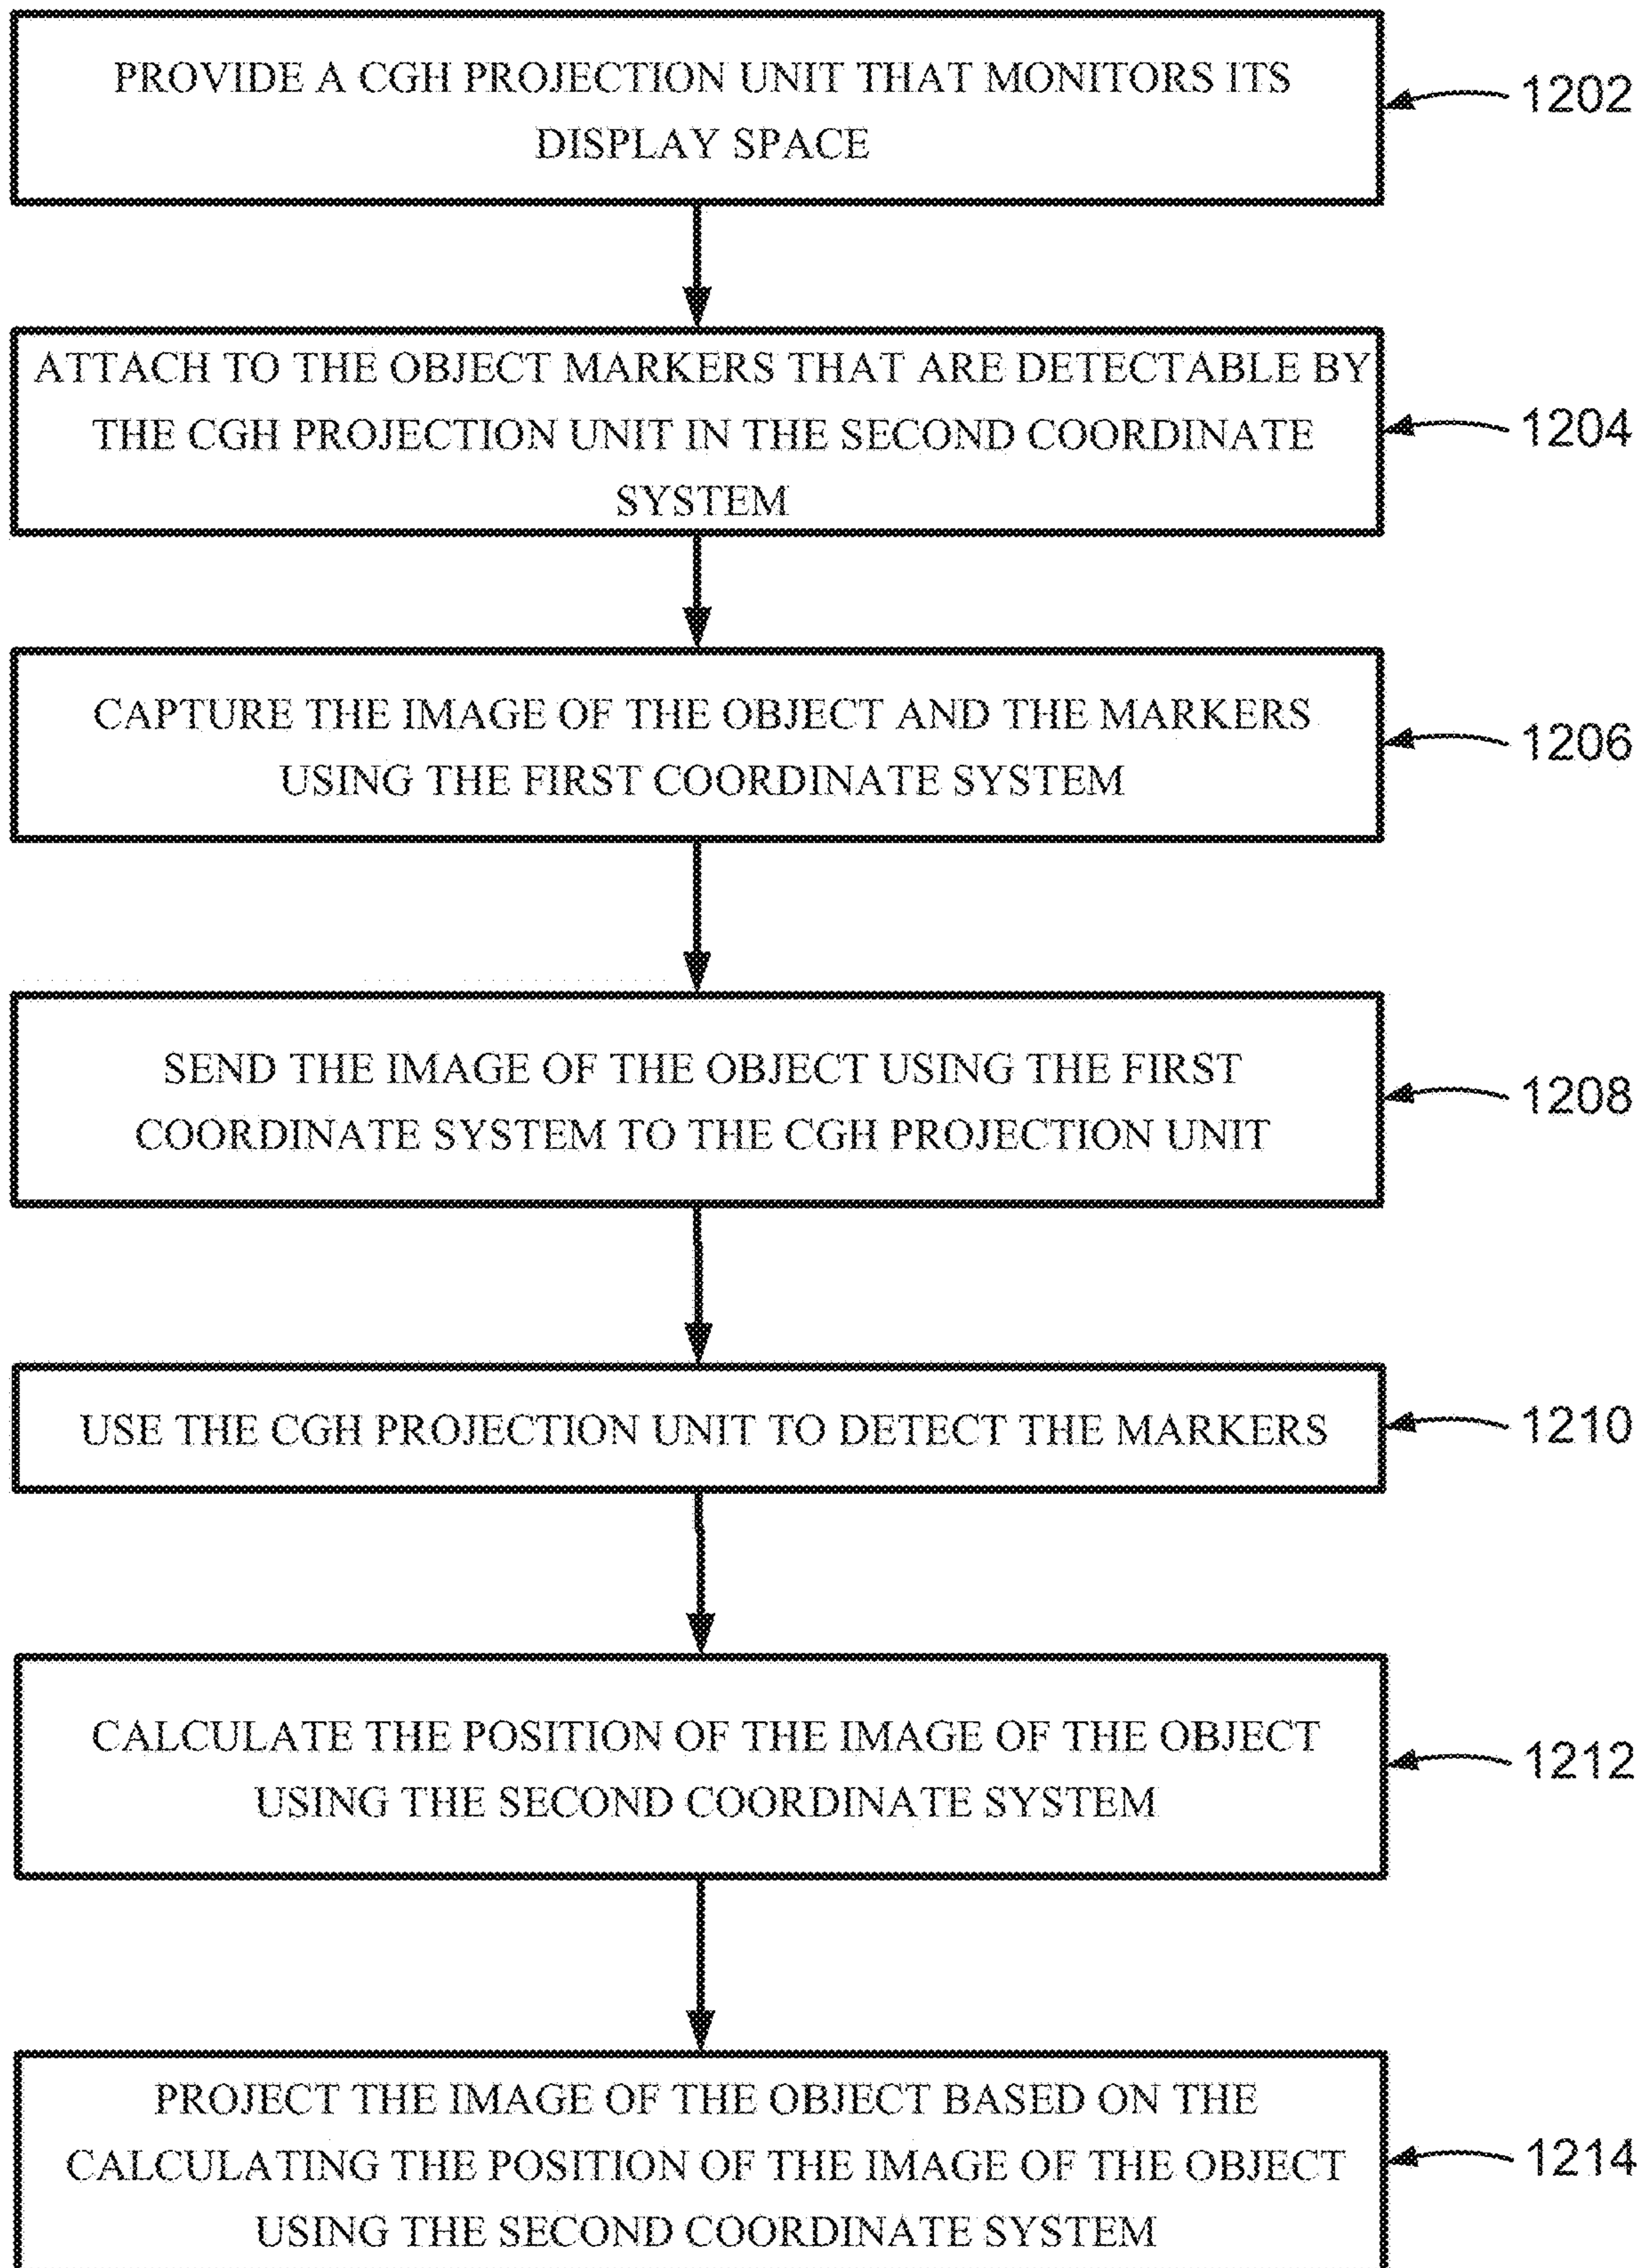 PROVIDE A CGH PROJECTION UNIT THAT MONITORS ITS
DISPLAY SPACE
1202
ATTACH TO THE OBJECT MARKERS THAT ARE DETECTABLE BY
THE CGH PROJECTION UNIT IN THE SECOND COORDINATE
SYSTEM
1204
CAPTURE THE IMAGE OF THE OBJECT AND THE MARKERS
USING THE FIRST COORDINATE SYSTEM
1206
SEND THE IMAGE OF THE OBJECT USING THE FIRST
COORDINATE SYSTEM TO THE CGH PROJECTION UNIT
1208
USE THE CGH PROJECTION UNIT TO DETECT THE MARKERS
1210
CALCULATE THE POSITION OF THE IMAGE OF THE OBJECT
USING THE SECOND COORDINATE SYSTEM
1212
PROJECT THE IMAGE OF THE OBJECT BASED ON THE
CALCULATING THE POSITION OF THE IMAGE OF THE OBJECT
USING THE SECOND COORDINATE SYSTEM
1214